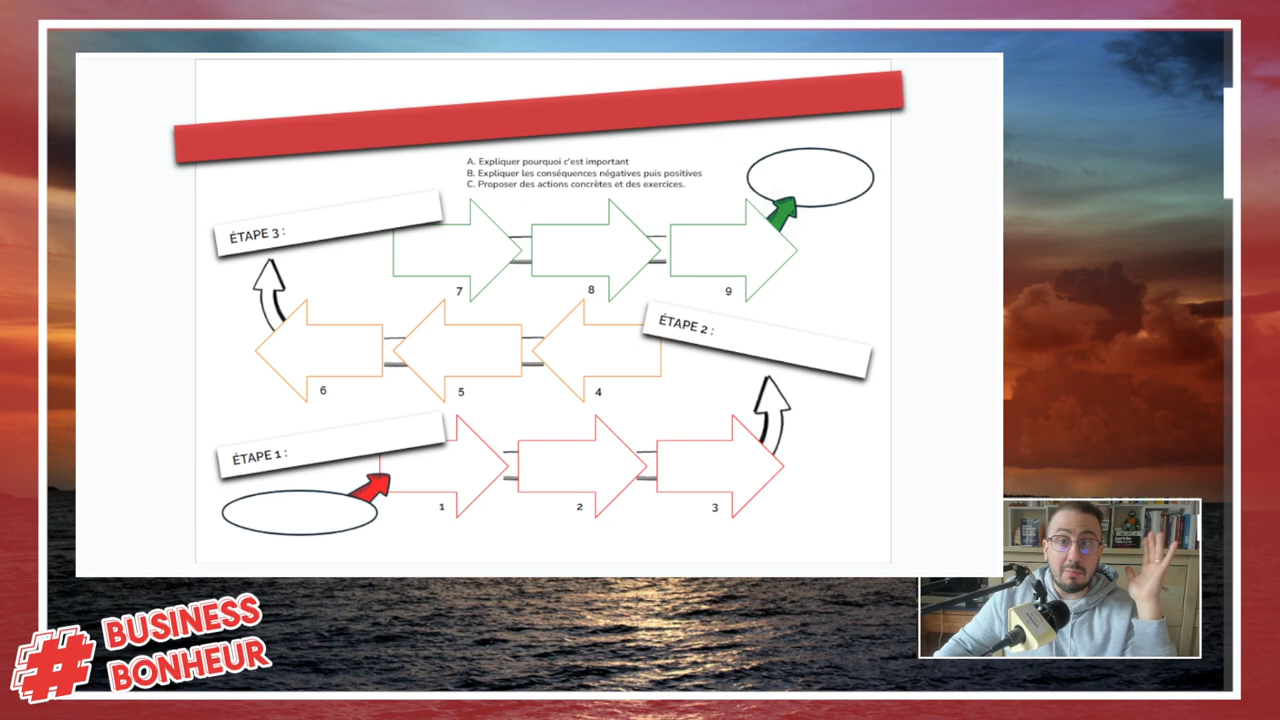 A. Expliquer pourquoi c'est important
B. Expliquer les conséquences négatives puis positives
C. Proposer des actions concrètes et des exercices.
ÉTAPE 3 :
7
8
9
ÉTAPE 2 :
6
5
4
ÉTAPE 1 :
1
2
3
# BUSINESS
BONHEUR